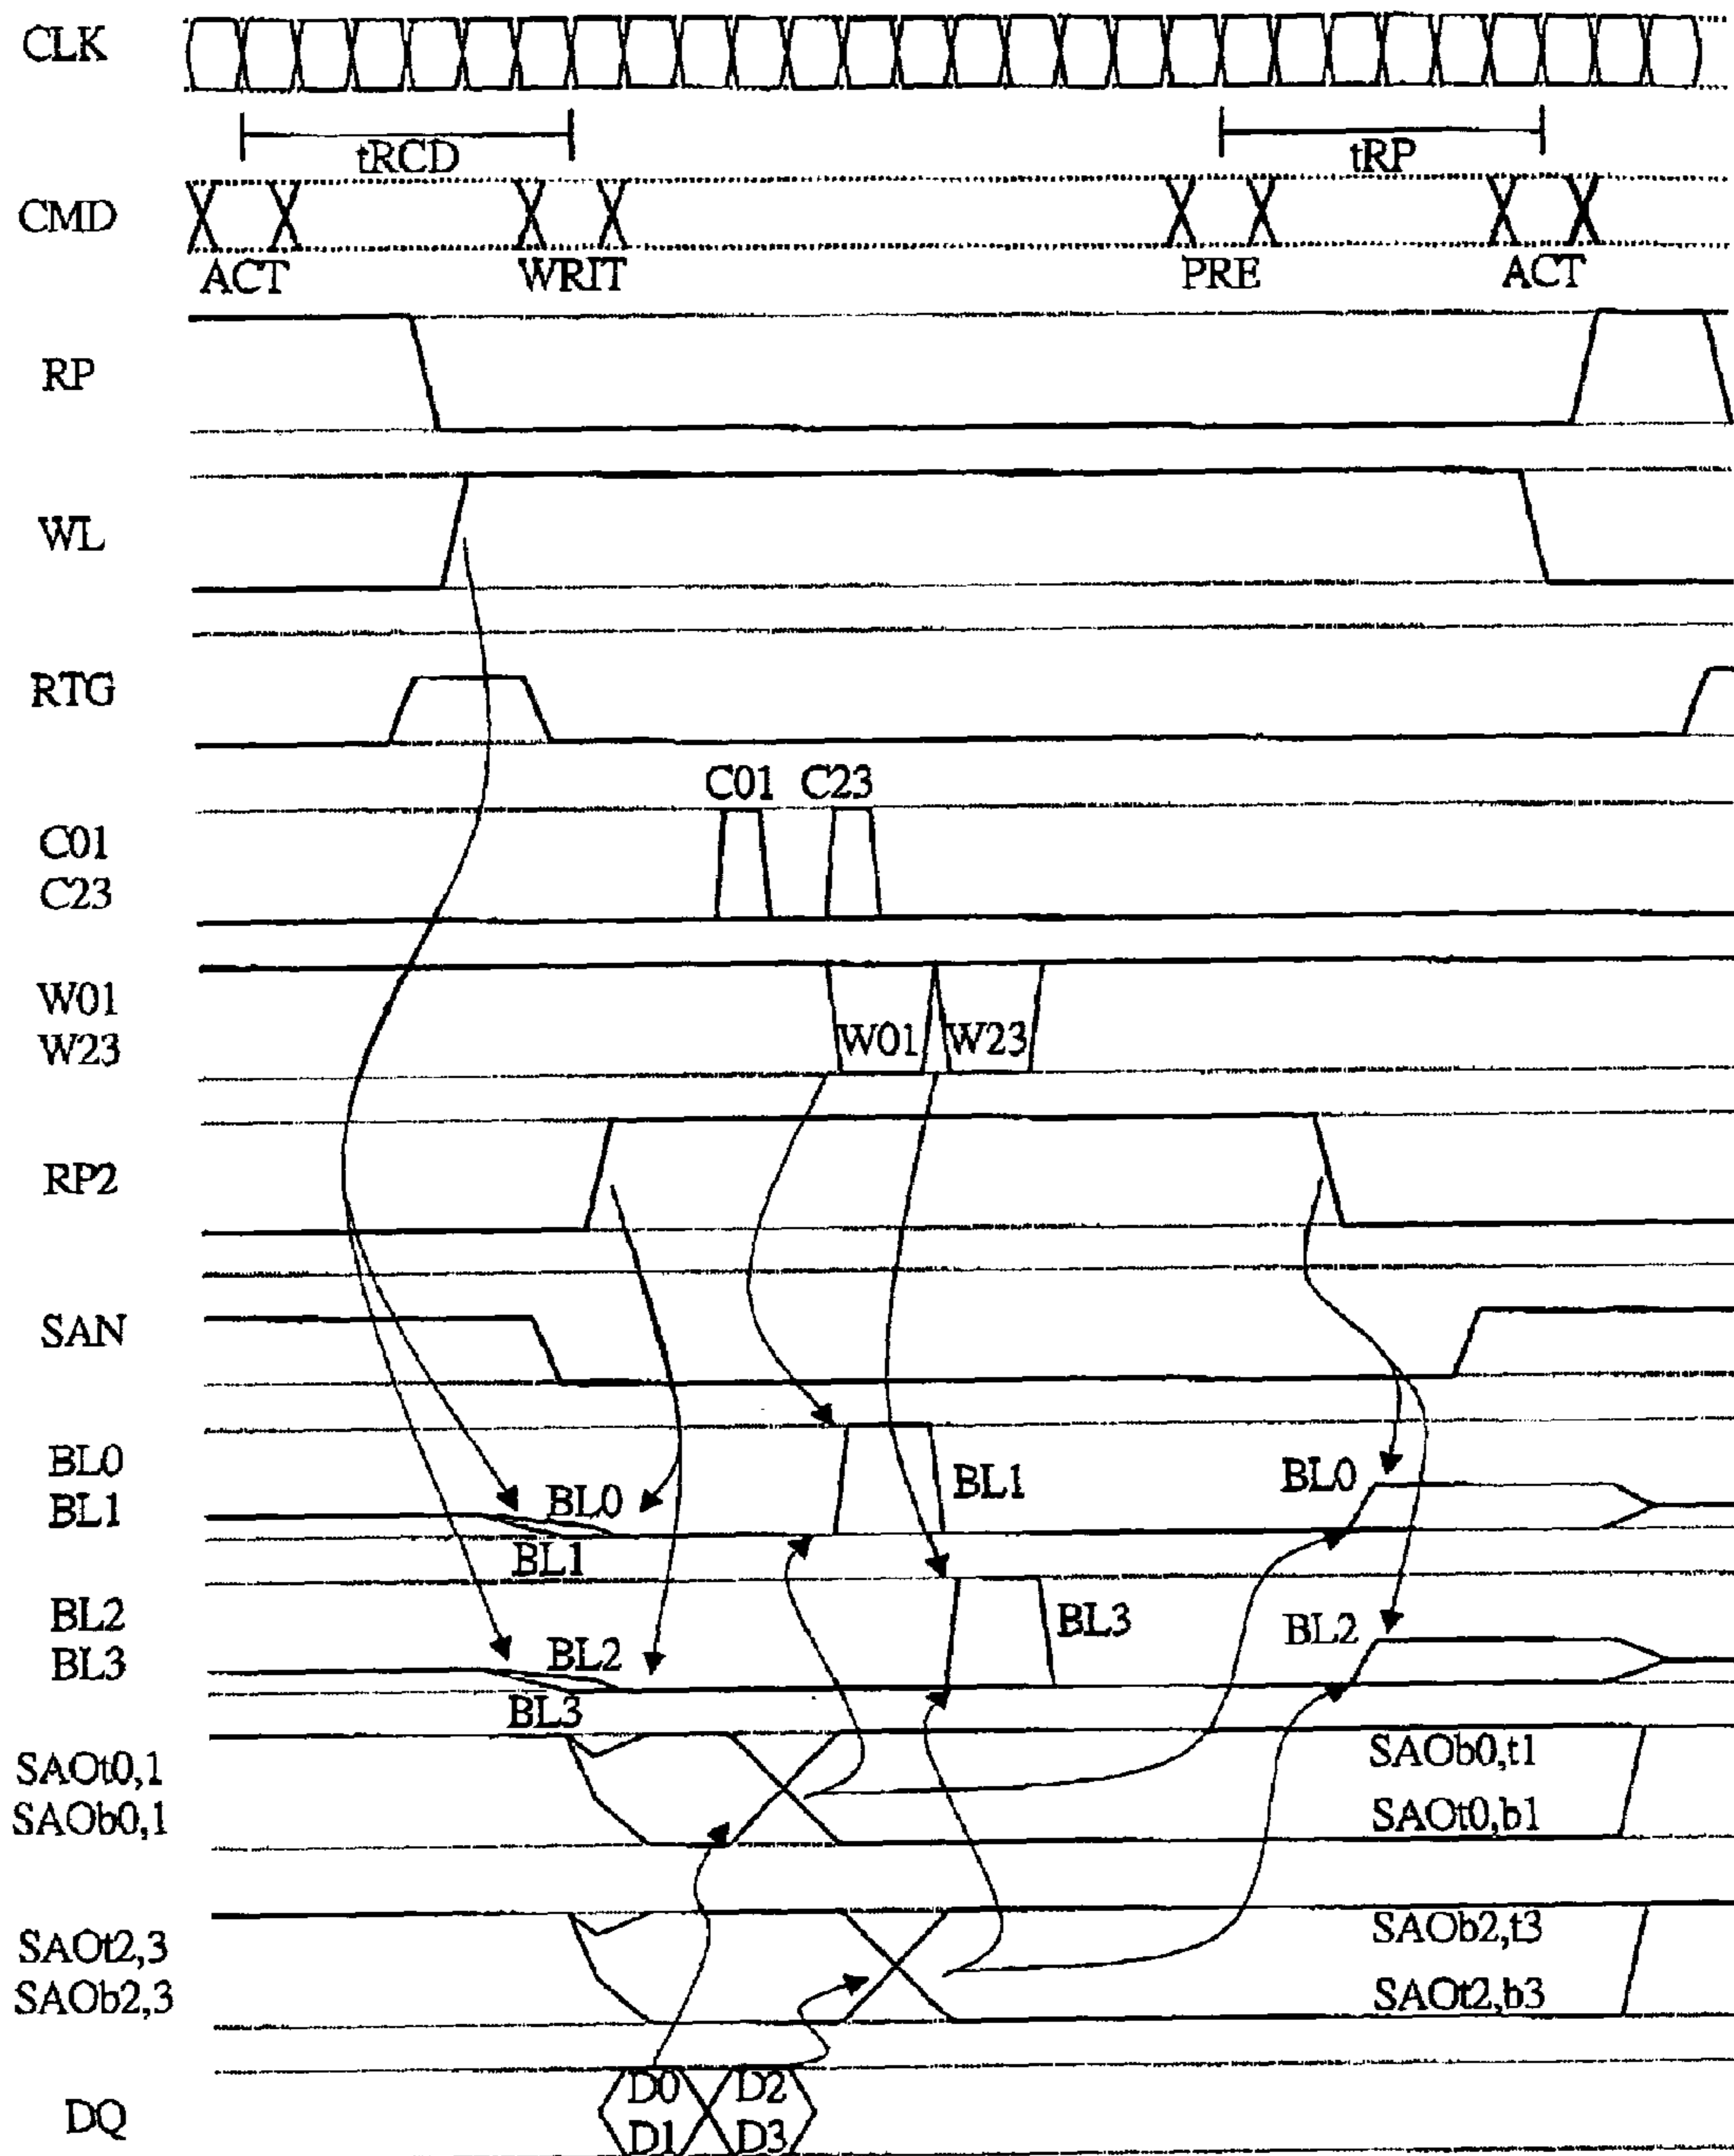 CLK
tRCD
tRP
CMD
ACT WRIT PRE ACT
RP
WL
RTG
C01 C23
C01
C23
W01
W23
W01 W23
RP2
SAN
BL0
BL1
BL0
BL1
BL1
BL0
BL2
BL3
BL2
BL3
BL3
BL2
SAOt0,1
SAOb0,1
SAOb0,t1
SAOt0,b1
SAOt2,3
SAOb2,3
SAOb2,t3
SAOt2,b3
DQ
D0 D2
D1 D3